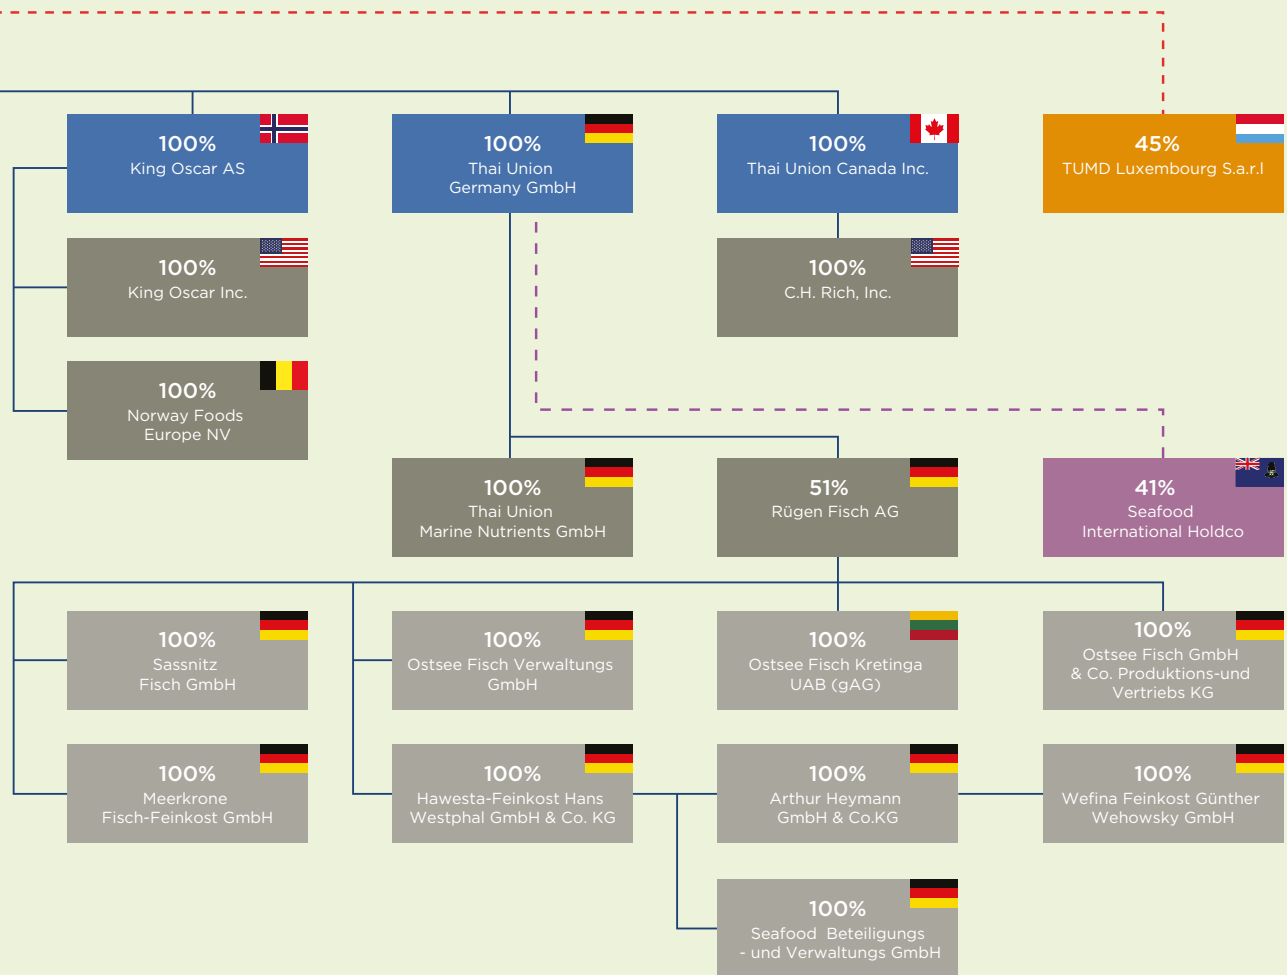 100%
King Oscar AS
100%
Thai Union
Germany GmbH
100%
Thai Union Canada Inc.
45%
TUMD Luxembourg S.a.r.l
100%
King Oscar Inc.
100%
C.H. Rich, Inc.
100%
Norway Foods
Europe NV
100%
Thai Union
Marine Nutrients GmbH
51%
Rügen Fisch AG
41%
Seafood
International Holdco
100%
Sassnitz
Fisch GmbH
100%
Ostsee Fisch Verwaltungs
GmbH
100%
Ostsee Fisch Kretinga
UAB (gAG)
100%
Ostsee Fisch GmbH
& Co. Produktions-und
Vertriebs KG
100%
Meerkrone
Fisch-Feinkost GmbH
100%
Hawesta-Feinkost Hans
Westphal GmbH & Co. KG
100%
Arthur Heymann
GmbH & Co.KG
100%
Wefina Feinkost Günther
Wehowsky GmbH
100%
Seafood Beteiligungs
- und Verwaltungs GmbH